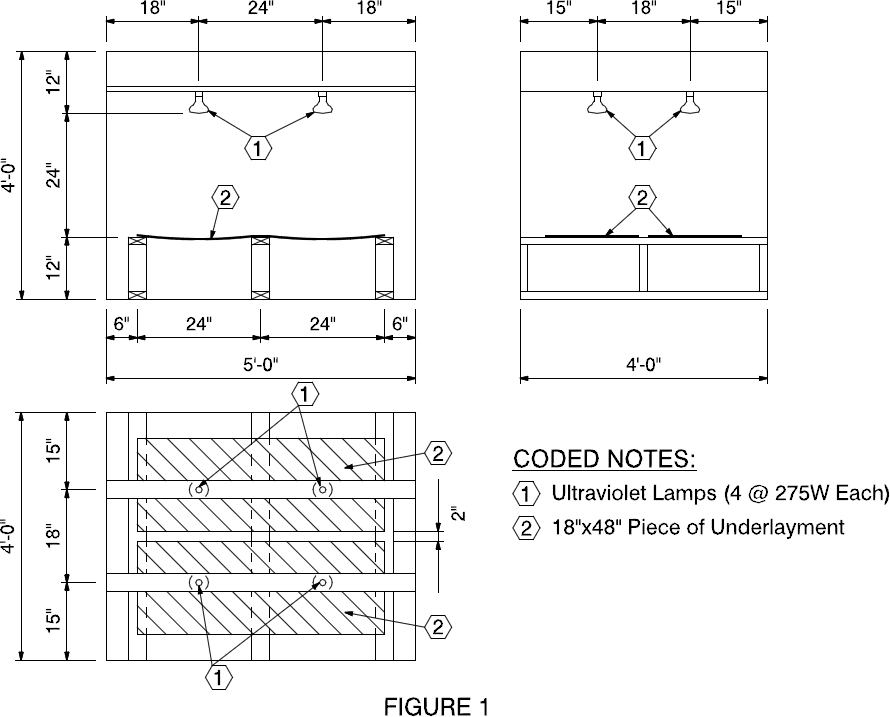 18" 24" 18"
15" 18" 15"
12"
4'-0"
24"
12"
1
2
1
2
6" 24" 24" 6"
5'-0"
4'-0"
1
15"
2
4'-0"
18"
2"
15"
2
1
CODED NOTES:
1 Ultraviolet Lamps (4 @ 275W Each)
2 18"x48" Piece of Underlayment
FIGURE 1